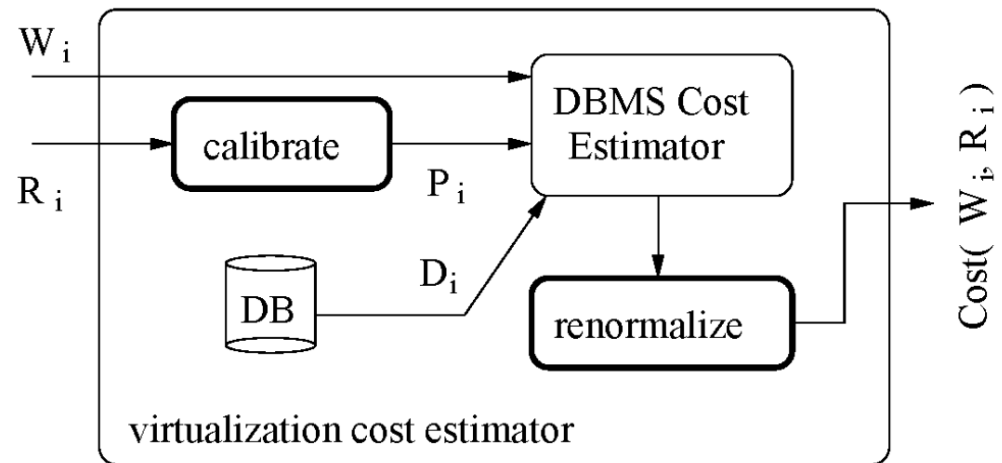 W i
DBMS Cost
Estimator
calibrate
R i
P i
D i
DB
renormalize
virtualization cost estimator
Cost( W i, R i )